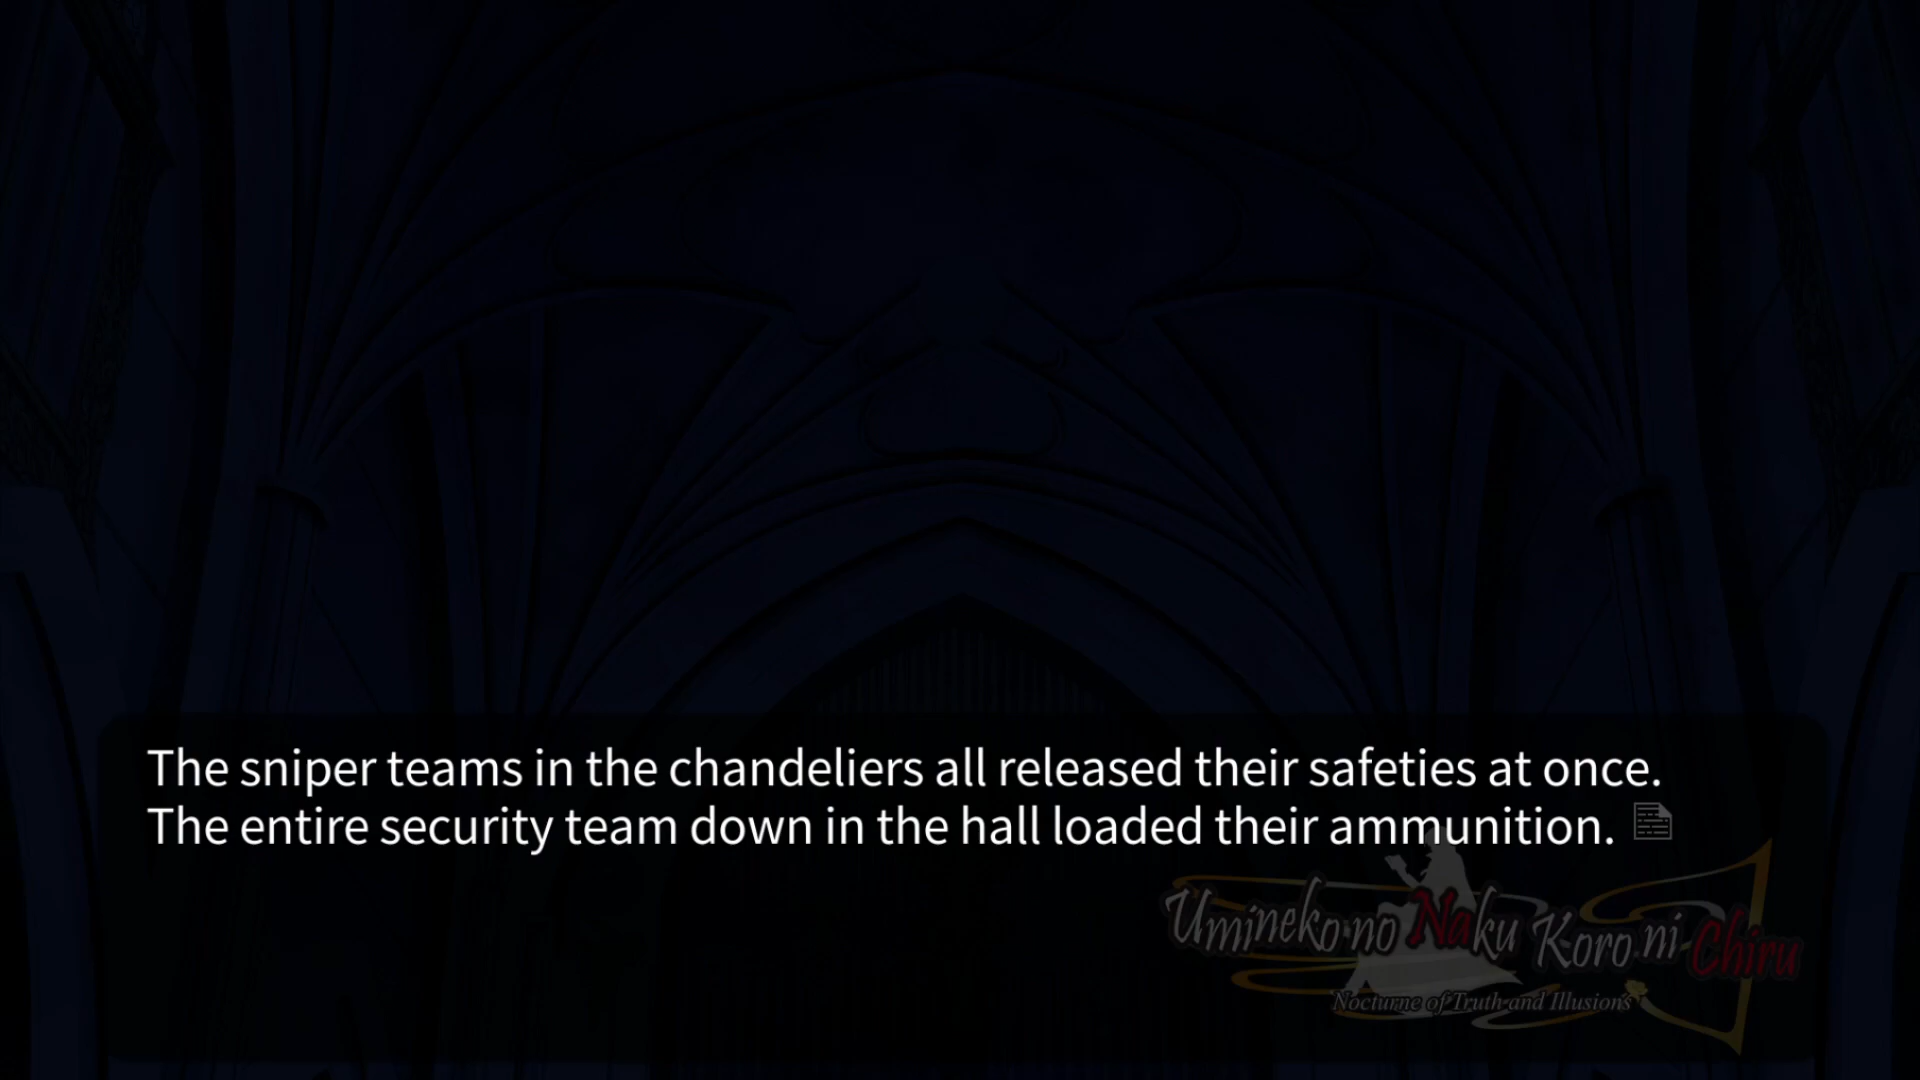 The sniper teams in the chandeliers all released their safeties at once.
The entire security team down in the hall loaded their ammunition.
Umineko no Naku Koro ni Chiru
Nocturne of Truth and Illusions